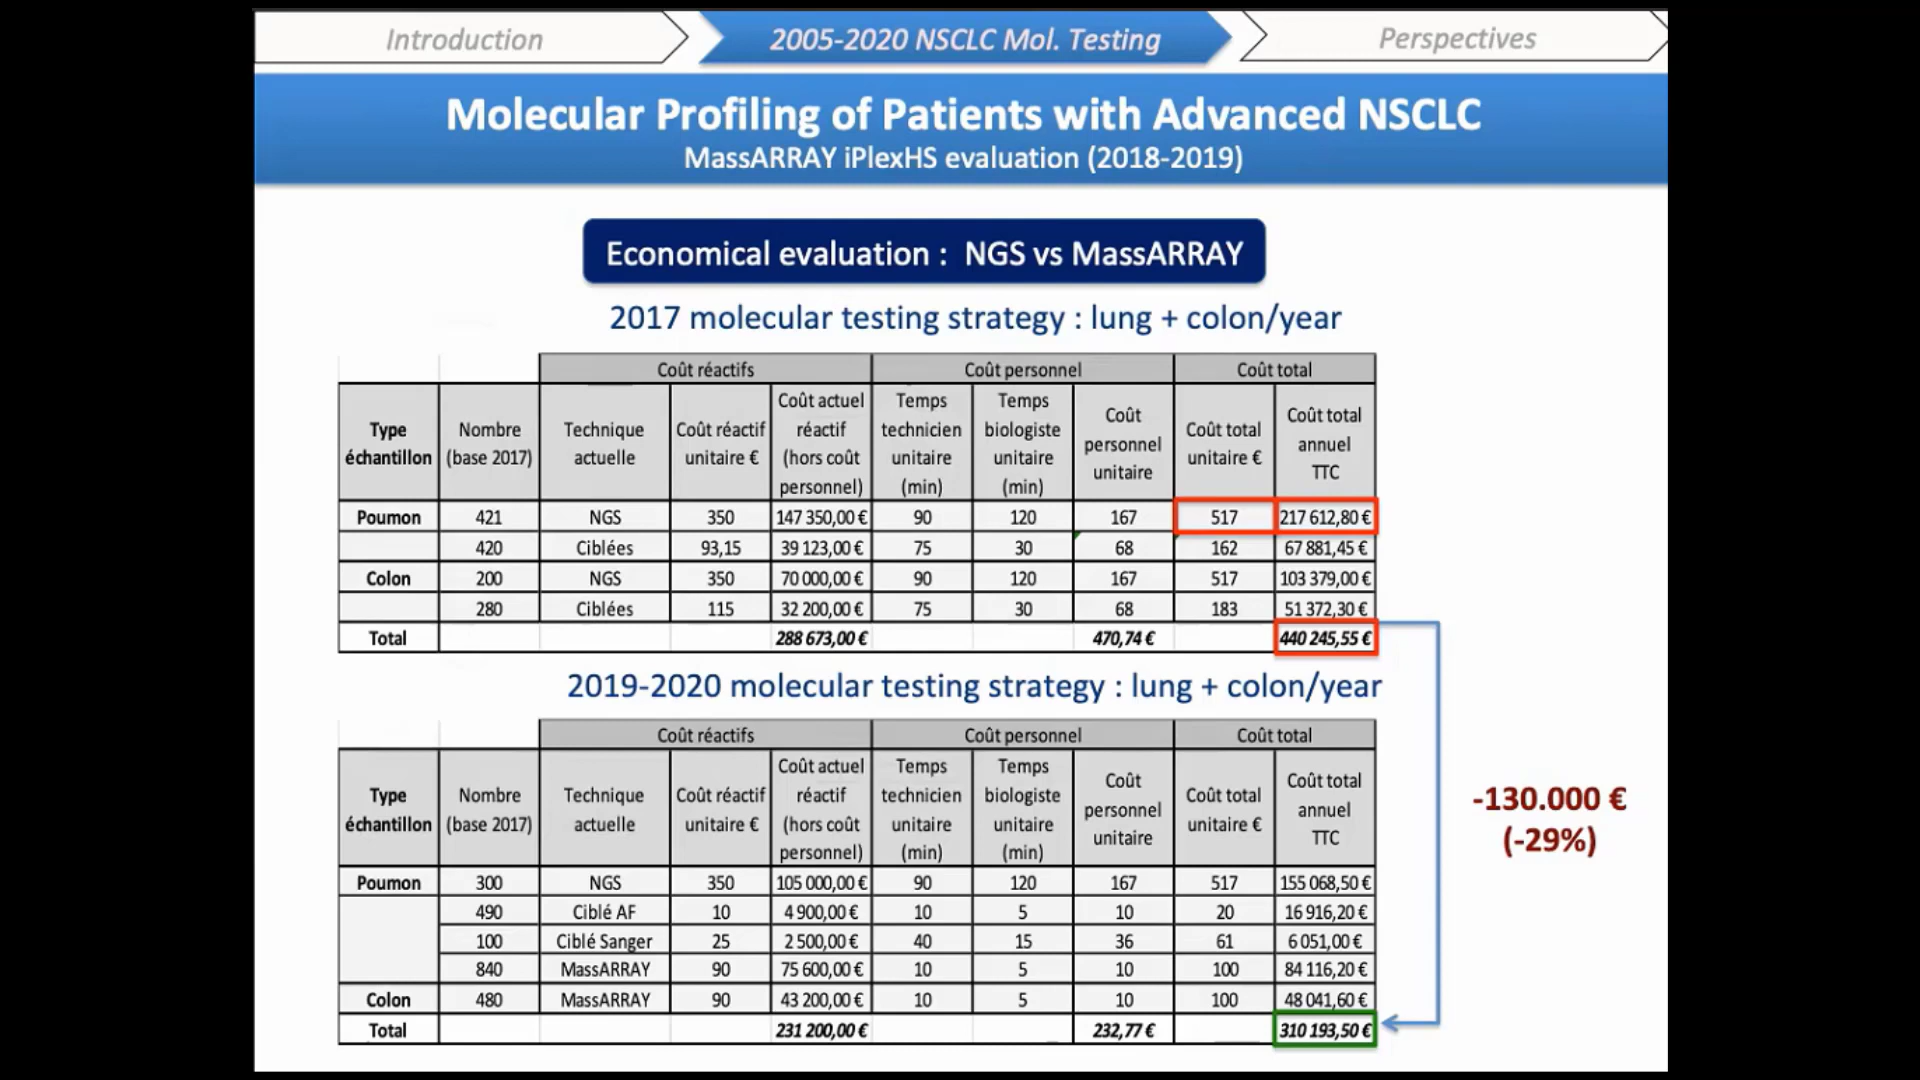 Introduction
2005-2020 NSCLC Mol. Testing
Perspectives
Molecular Profiling of Patients with Advanced NSCLC
MassARRAY iPlexHS evaluation (2018-2019)
Economical evaluation : NGS vs MassARRAY
2017 molecular testing strategy : lung + colon/year
Coût réactifs Coût personnel Coût total
Type échantillon Nombre (base 2017) Technique actuelle Coût réactif unitaire € Coût actuel réactif (hors coût personnel) Temps technicien unitaire (min) Temps biologiste unitaire (min) Coût personnel unitaire Coût total unitaire € Coût total annuel TTC
Poumon 421 NGS 350 147 350,00 € 90 120 167 517 217 612,80 €
420 Ciblées 93,15 39 123,00 € 75 30 68 162 67 881,45 €
Colon 200 NGS 350 70 000,00 € 90 120 167 517 103 379,00 €
280 Ciblées 115 32 200,00 € 75 30 68 183 51 372,30 €
Total 288 673,00 € 470,74 € 440 245,55 €
2019-2020 molecular testing strategy : lung + colon/year
Coût réactifs Coût personnel Coût total
Type échantillon Nombre (base 2017) Technique actuelle Coût réactif unitaire € Coût actuel réactif (hors coût personnel) Temps technicien unitaire (min) Temps biologiste unitaire (min) Coût personnel unitaire Coût total unitaire € Coût total annuel TTC
Poumon 300 NGS 350 105 000,00 € 90 120 167 517 155 068,50 €
490 Ciblé AF 10 4 900,00 € 10 5 10 20 16 916,20 €
100 Ciblé Sanger 25 2 500,00 € 40 15 36 61 6 051,00 €
840 MassARRAY 90 75 600,00 € 10 5 10 100 84 116,20 €
Colon 480 MassARRAY 90 43 200,00 € 10 5 10 100 48 041,60 €
Total 231 200,00 € 232,77 € 310 193,50 €
-130.000 €
(-29%)